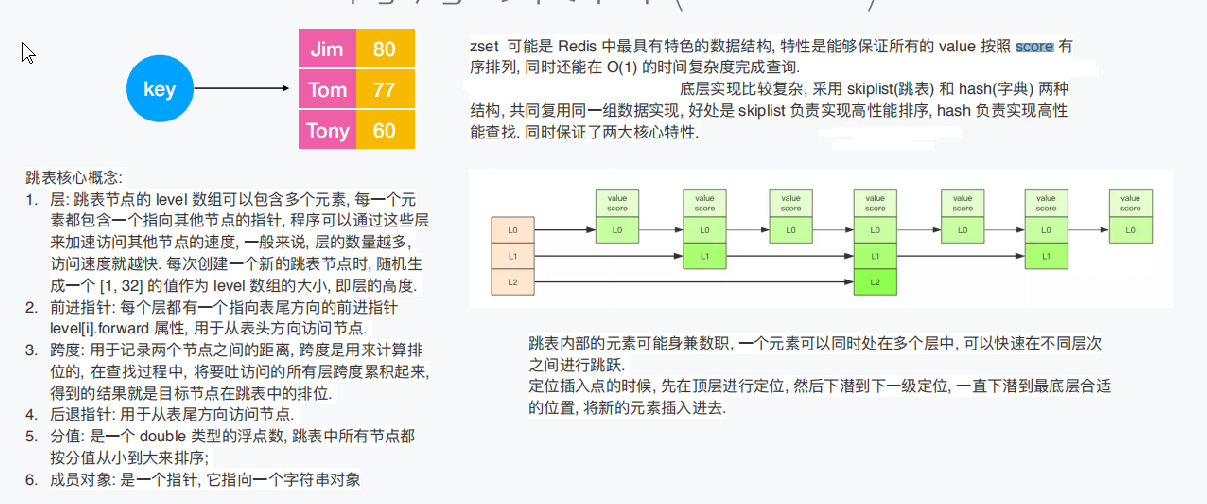 key
Jim 80
Tom 77
Tony 60
zset 可能是 Redis 中最具有特色的数据结构, 特性是能够保证所有的 value 按照 score 有
序排列, 同时还能在 O(1) 的时间复杂度完成查询.
底层实现比较复杂, 采用 skiplist(跳表) 和 hash(字典) 两种
结构, 共同复用同一组数据实现, 好处是 skiplist 负责实现高性能排序, hash 负责实现高性
能查找. 同时保证了两大核心特性.
跳表核心概念:
1. 层: 跳表节点的 level 数组可以包含多个元素, 每一个元
素都包含一个指向其他节点的指针, 程序可以通过这些层
来加速访问其他节点的速度, 一般来说, 层的数量越多,
访问速度就越快. 每次创建一个新的跳表节点时, 随机生
成一个 [1, 32] 的值作为 level 数组的大小, 即层的高度.
2. 前进指针: 每个层都有一个指向表尾方向的前进指针
level[i].forward 属性, 用于从表头方向访问节点.
3. 跨度: 用于记录两个节点之间的距离, 跨度是用来计算排
位的, 在查找过程中, 将要吐访问的所有层跨度累积起来,
得到的结果就是目标节点在跳表中的排位.
4. 后退指针: 用于从表尾方向访问节点.
5. 分值: 是一个 double 类型的浮点数, 跳表中所有节点都
按分值从小到大来排序;
6. 成员对象: 是一个指针, 它指向一个字符串对象
value value value value value value value
score score score score score score score
L0 L0 L0 L0 L0 L0 L0 L0
L1 L1 L1 L1
L2 L2
跳表内部的元素可能身兼数职, 一个元素可以同时处在多个层中, 可以快速在不同层次
之间进行跳跃.
定位插入点的时候, 先在顶层进行定位, 然后下潜到下一级定位, 一直下潜到最底层合适
的位置, 将新的元素插入进去.